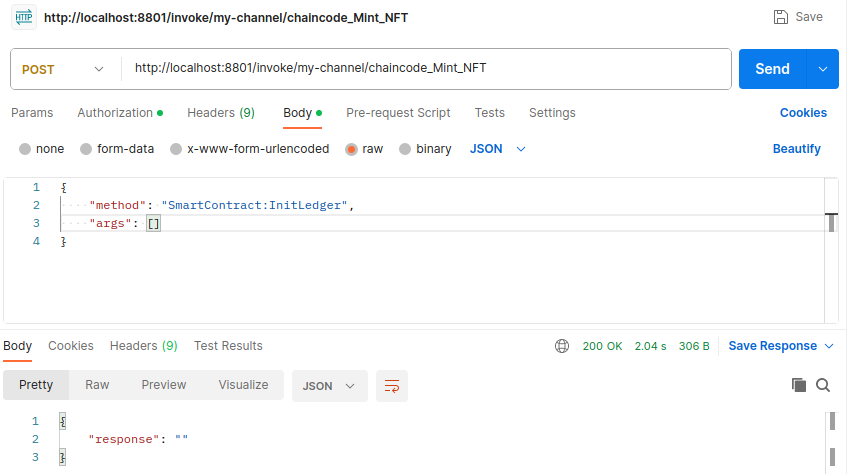 HTTP http://localhost:8801/invoke/my-channel/chaincode_Mint_NFT Save
POST http://localhost:8801/invoke/my-channel/chaincode_Mint_NFT Send
Params Authorization Headers (9) Body Pre-request Script Tests Settings Cookies
none form-data x-www-form-urlencoded raw binary JSON Beautify
1 {
2 "method": "SmartContract:InitLedger",
3 "args": []
4 }
Body Cookies Headers (9) Test Results 200 OK 2.04 s 306 B Save Response
Pretty Raw Preview Visualize JSON
1 {
2 "response": ""
3 }